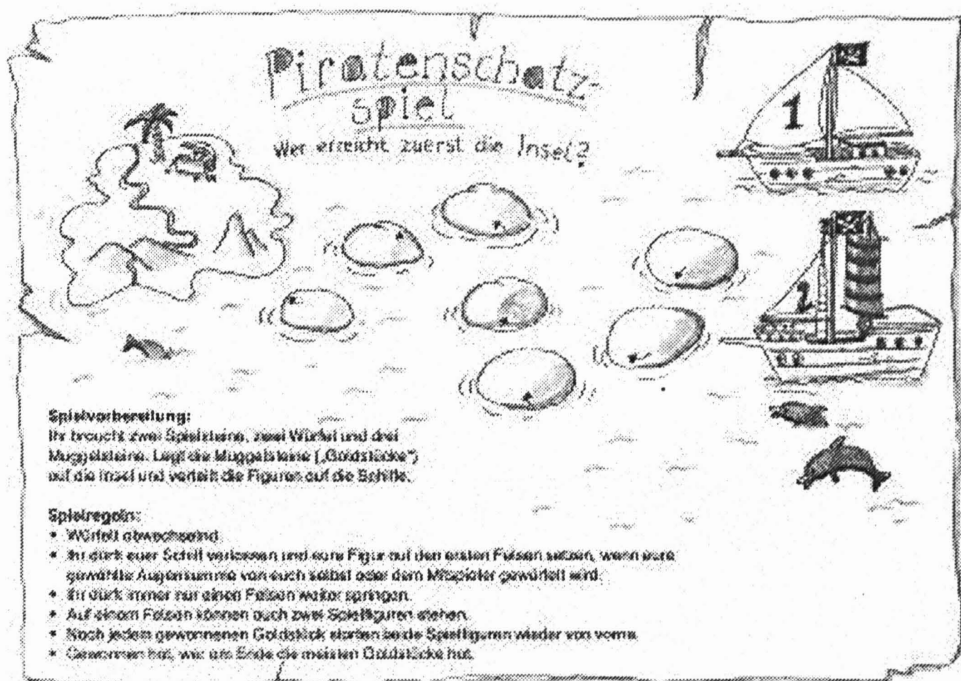 Piratenschatz-
spiel
Wer erreicht zuerst die Insel?
1
2
Spielvorbereitung:
Ihr braucht zwei Spielsteine, zwei Würfel und drei
Muggelsteine. Legt die Muggelsteine („Goldstücke“)
auf die Insel und verteilt die Figuren auf die Schiffe.
Spielregeln:
• Würfelt abwechselnd.
• Ihr dürft euer Schiff verlassen und eure Figur auf den ersten Felsen setzen, wenn eure
gewählte Augensumme von euch selbst oder dem Mitspieler gewürfelt wird.
• Ihr dürft immer nur einen Felsen weiter springen.
• Auf einem Felsen können auch zwei Spielfiguren stehen.
• Nach jedem gewonnenen Goldstück starten beide Spielfiguren wieder von vorne.
• Gewonnen hat, wer am Ende die meisten Goldstücke hat.